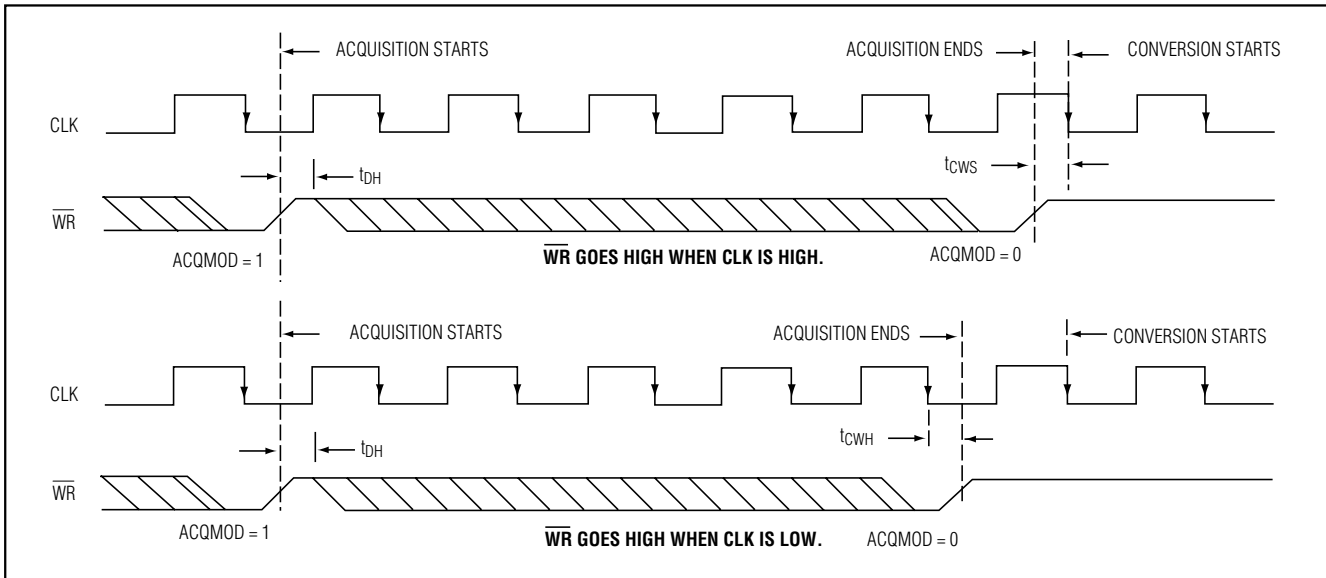 ACQUISITION STARTS
ACQUISITION ENDS
CONVERSION STARTS
CLK
tCWS
tDH
WR
ACQMOD = 1
WR GOES HIGH WHEN CLK IS HIGH.
ACQMOD = 0
ACQUISITION STARTS
ACQUISITION ENDS
CONVERSION STARTS
CLK
tCWH
tDH
WR
ACQMOD = 1
WR GOES HIGH WHEN CLK IS LOW.
ACQMOD = 0